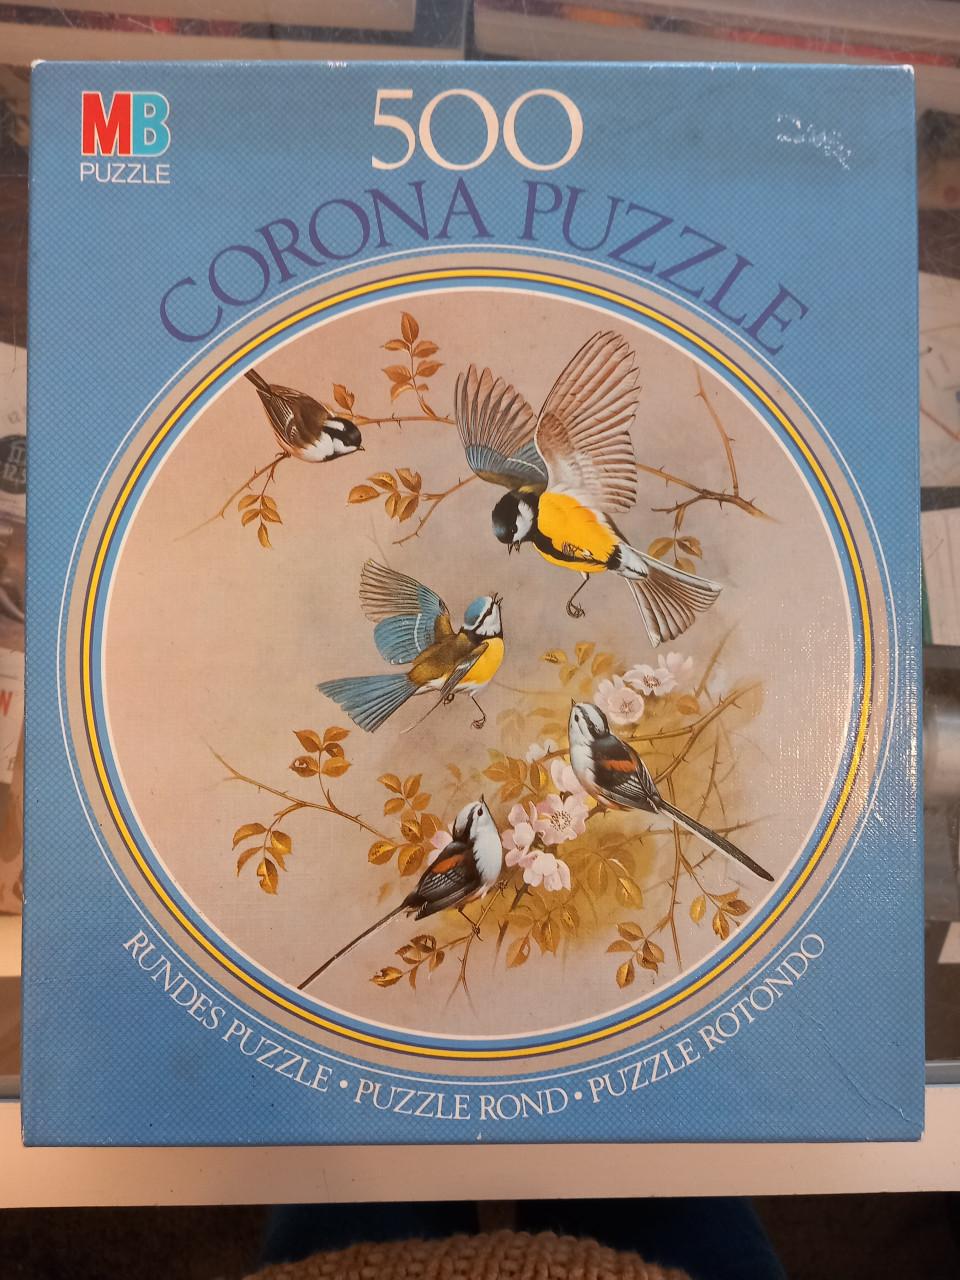 MB
PUZZLE
500
CORONA PUZZLE
RUNDES PUZZLE • PUZZLE ROND • PUZZLE ROTONDO